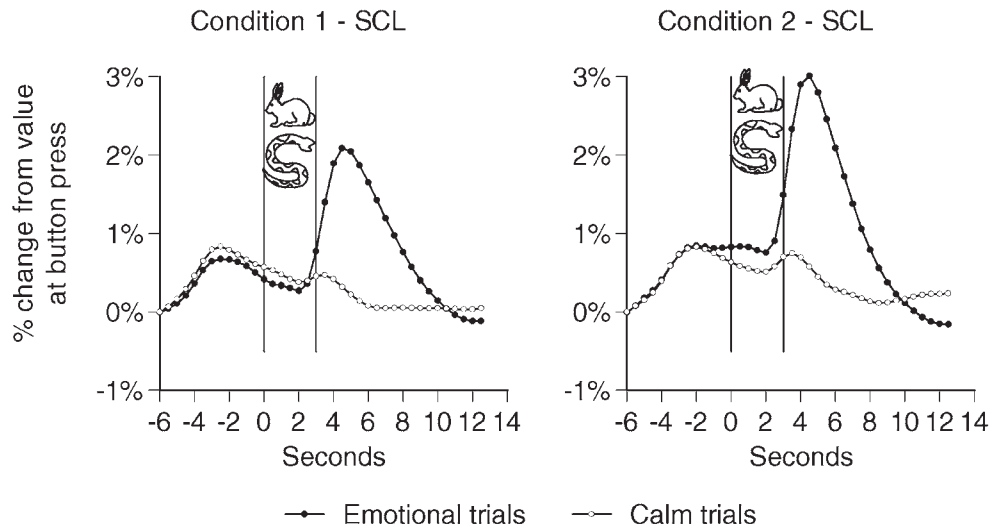 Condition 1 - SCL
Condition 2 - SCL
% change from value
at button press
3%
2%
1%
0%
-1%
-6 -4 -2 0 2 4 6 8 10 12 14
Seconds
3%
2%
1%
0%
-1%
-6 -4 -2 0 2 4 6 8 10 12 14
Seconds
Emotional trials Calm trials